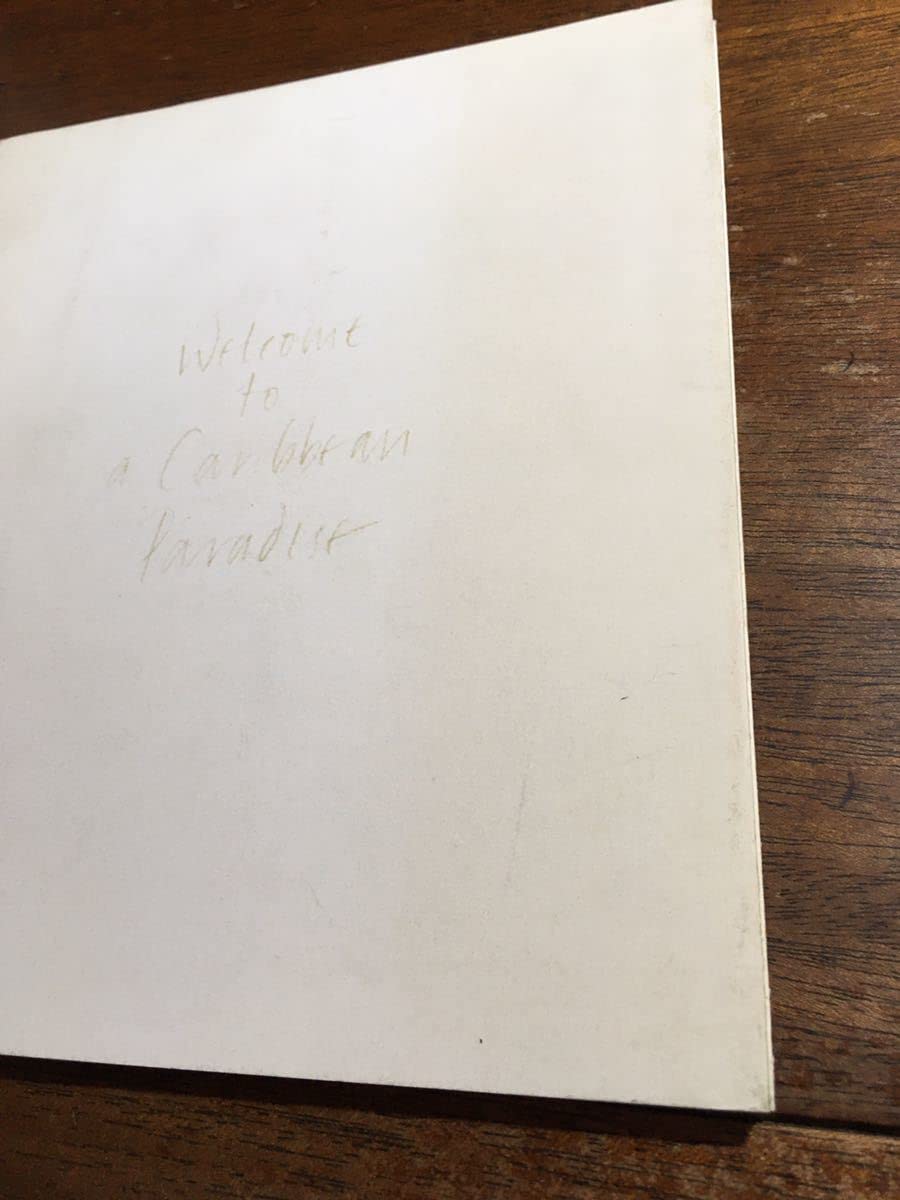 Welcome
to
a Caribbean
Paradise